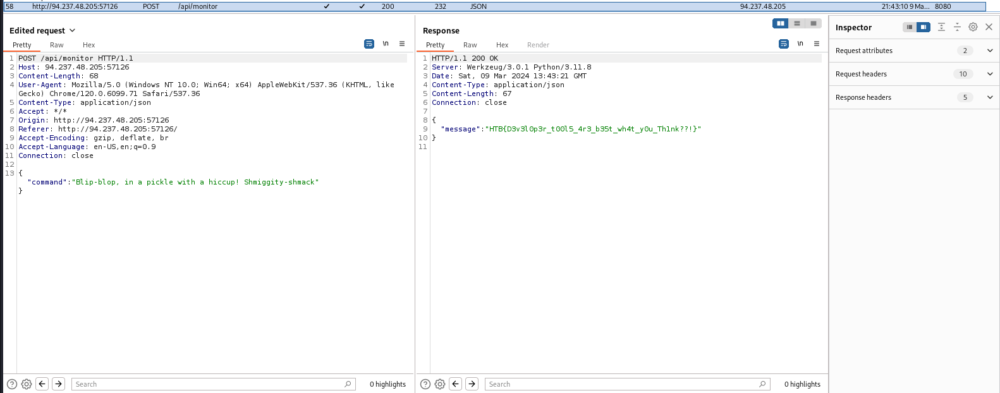 58 http://94.237.48.205:57126 POST /api/monitor ✓ ✓ 200 232 JSON 94.237.48.205 21:43:10 9 Ma... 8080
Edited request
Pretty Raw Hex
\n
1 POST /api/monitor HTTP/1.1
2 Host: 94.237.48.205:57126
3 Content-Length: 68
4 User-Agent: Mozilla/5.0 (Windows NT 10.0; Win64; x64) AppleWebKit/537.36 (KHTML, like
Gecko) Chrome/120.0.6099.71 Safari/537.36
5 Content-Type: application/json
6 Accept: */*
7 Origin: http://94.237.48.205:57126
8 Referer: http://94.237.48.205:57126/
9 Accept-Encoding: gzip, deflate, br
10 Accept-Language: en-US,en;q=0.9
11 Connection: close
12
13 {
"command":"Blip-blop, in a pickle with a hiccup! Shmiggity-shmack"
}
Search
0 highlights
Response
Pretty Raw Hex Render
\n
1 HTTP/1.1 200 OK
2 Server: Werkzeug/3.0.1 Python/3.11.8
3 Date: Sat, 09 Mar 2024 13:43:21 GMT
4 Content-Type: application/json
5 Content-Length: 67
6 Connection: close
7
8 {
9 "message":"HTB{D3v3l0p3r_t00l5_4r3_b35t_wh4t_y0u_Th1nk??!}"
10 }
11
Search
0 highlights
Inspector
Request attributes 2
Request headers 10
Response headers 5